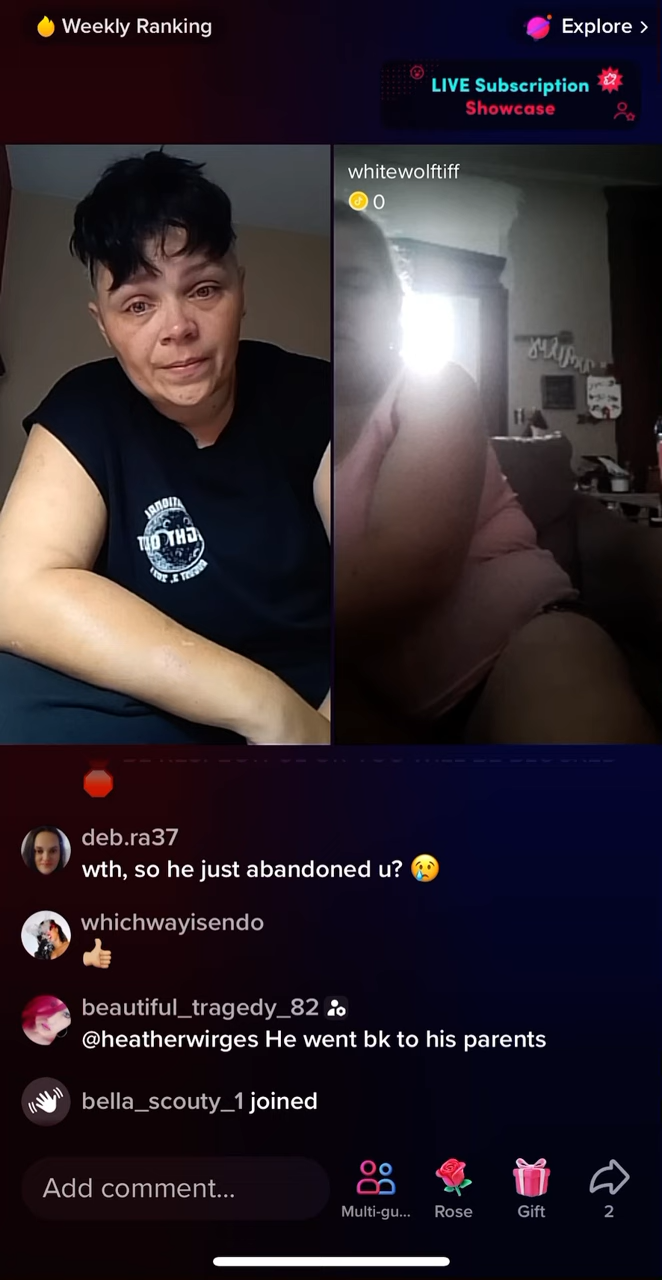 Weekly Ranking
Explore >
LIVE Subscription
Showcase
whitewolftiff
0
deb.ra37
wth, so he just abandoned u? 😢
whichwayisendo
👍🏼
beautiful_tragedy_82
@heatherwirges He went bk to his parents
bella_scouty_1 joined
Add comment...
Multi-gu...
Rose
Gift
2